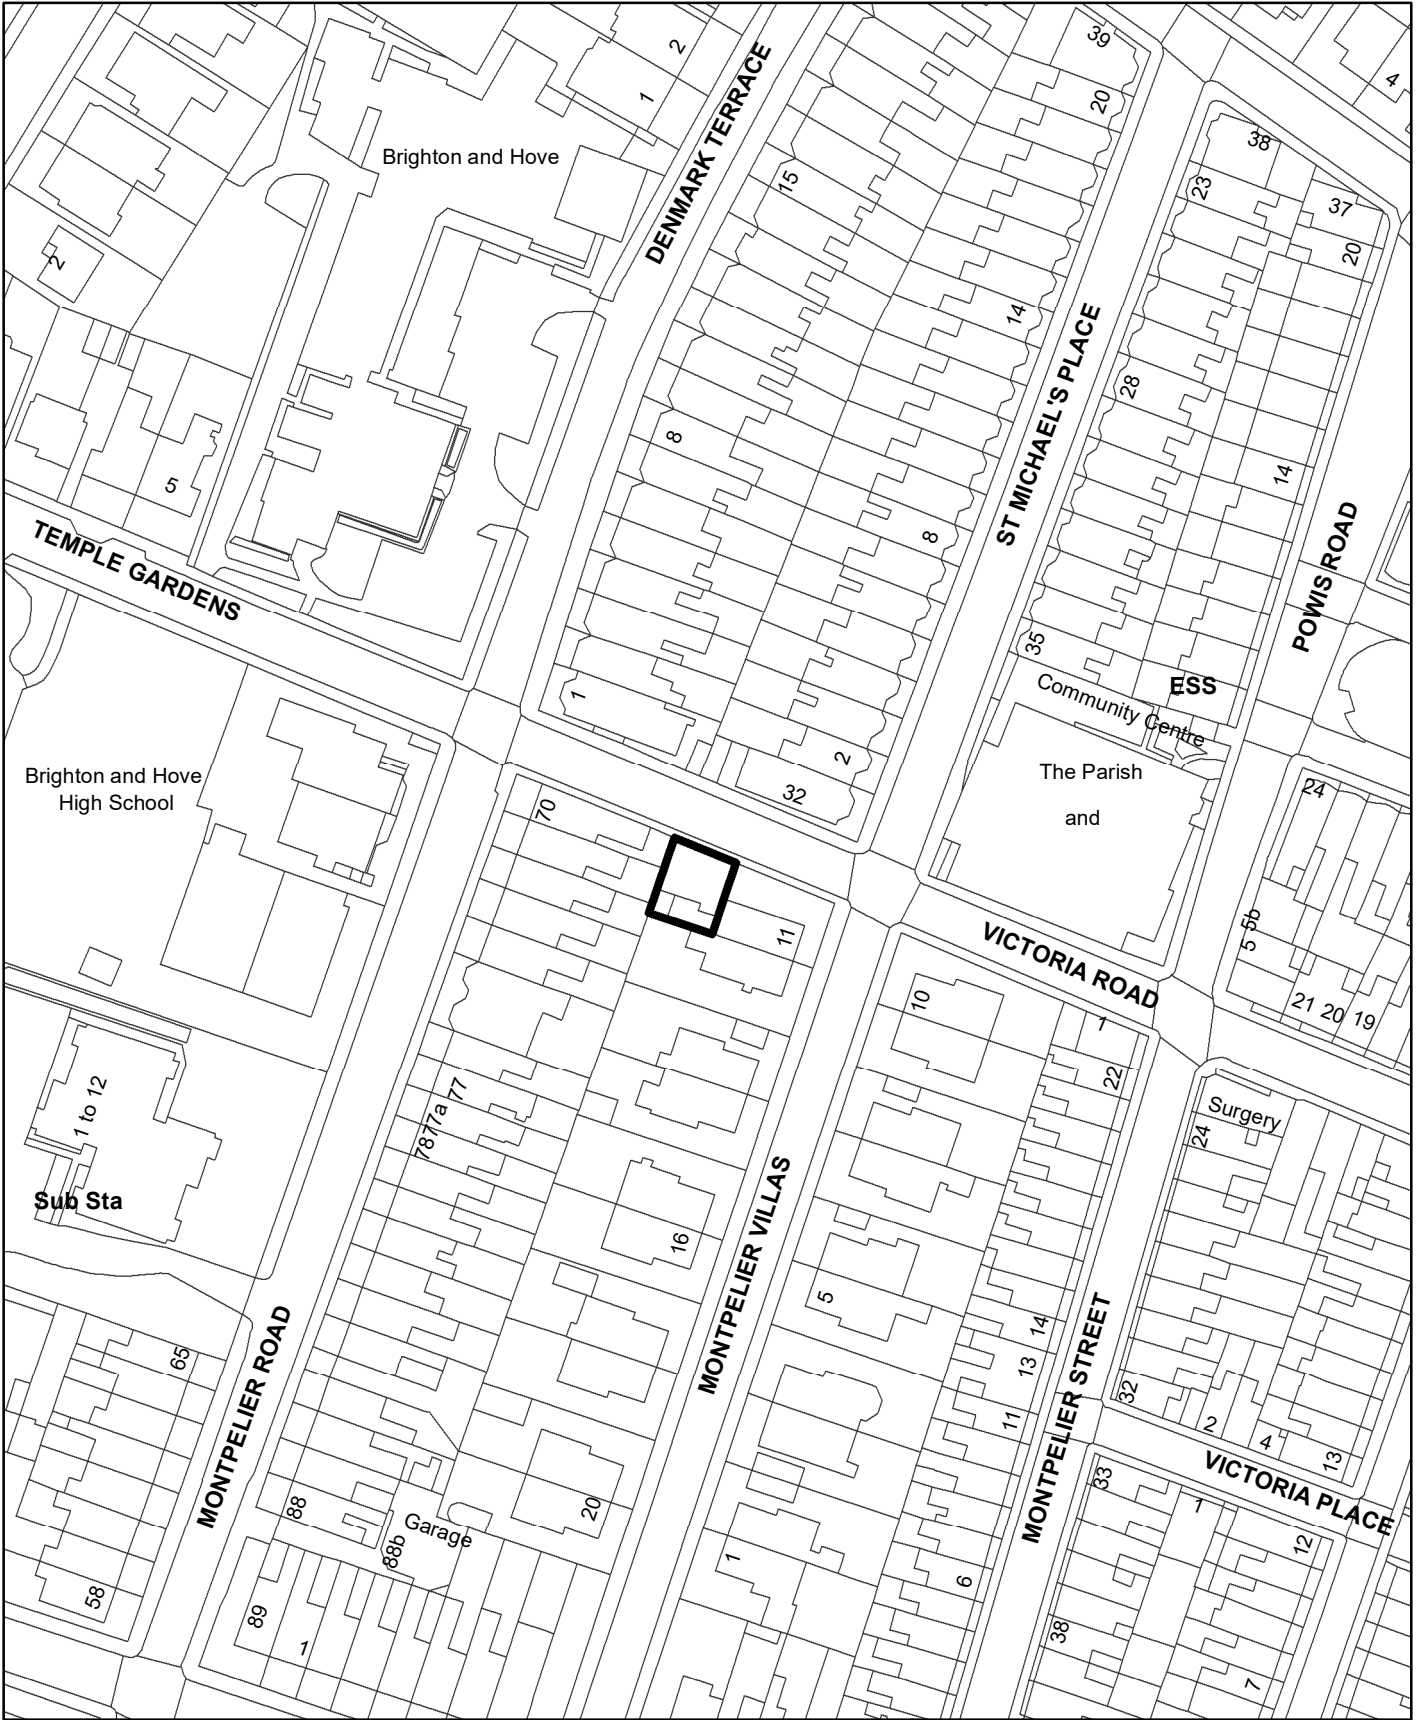 39
2
4
1
20
DENMARK TERRACE
38
Brighton and Hove
15
23
37
20
2
14
ST MICHAEL'S PLACE
28
8
14
5
8
POWIS ROAD
TEMPLE GARDENS
35
ESS
1
Community Centre
2
The Parish
and
Brighton and Hove
High School
32
24
70
11
5b
5
VICTORIA ROAD
10
21
20
19
1
22
77
77a
78
1 to 12
Surgery
24
Sub Sta
16
MONTPELIER VILLAS
5
14
13
11
MONTPELIER STREET
65
MONTPELIER ROAD
32
2
4
13
VICTORIA PLACE
33
1
12
88
Garage
88b
20
1
6
58
89
1
38
7